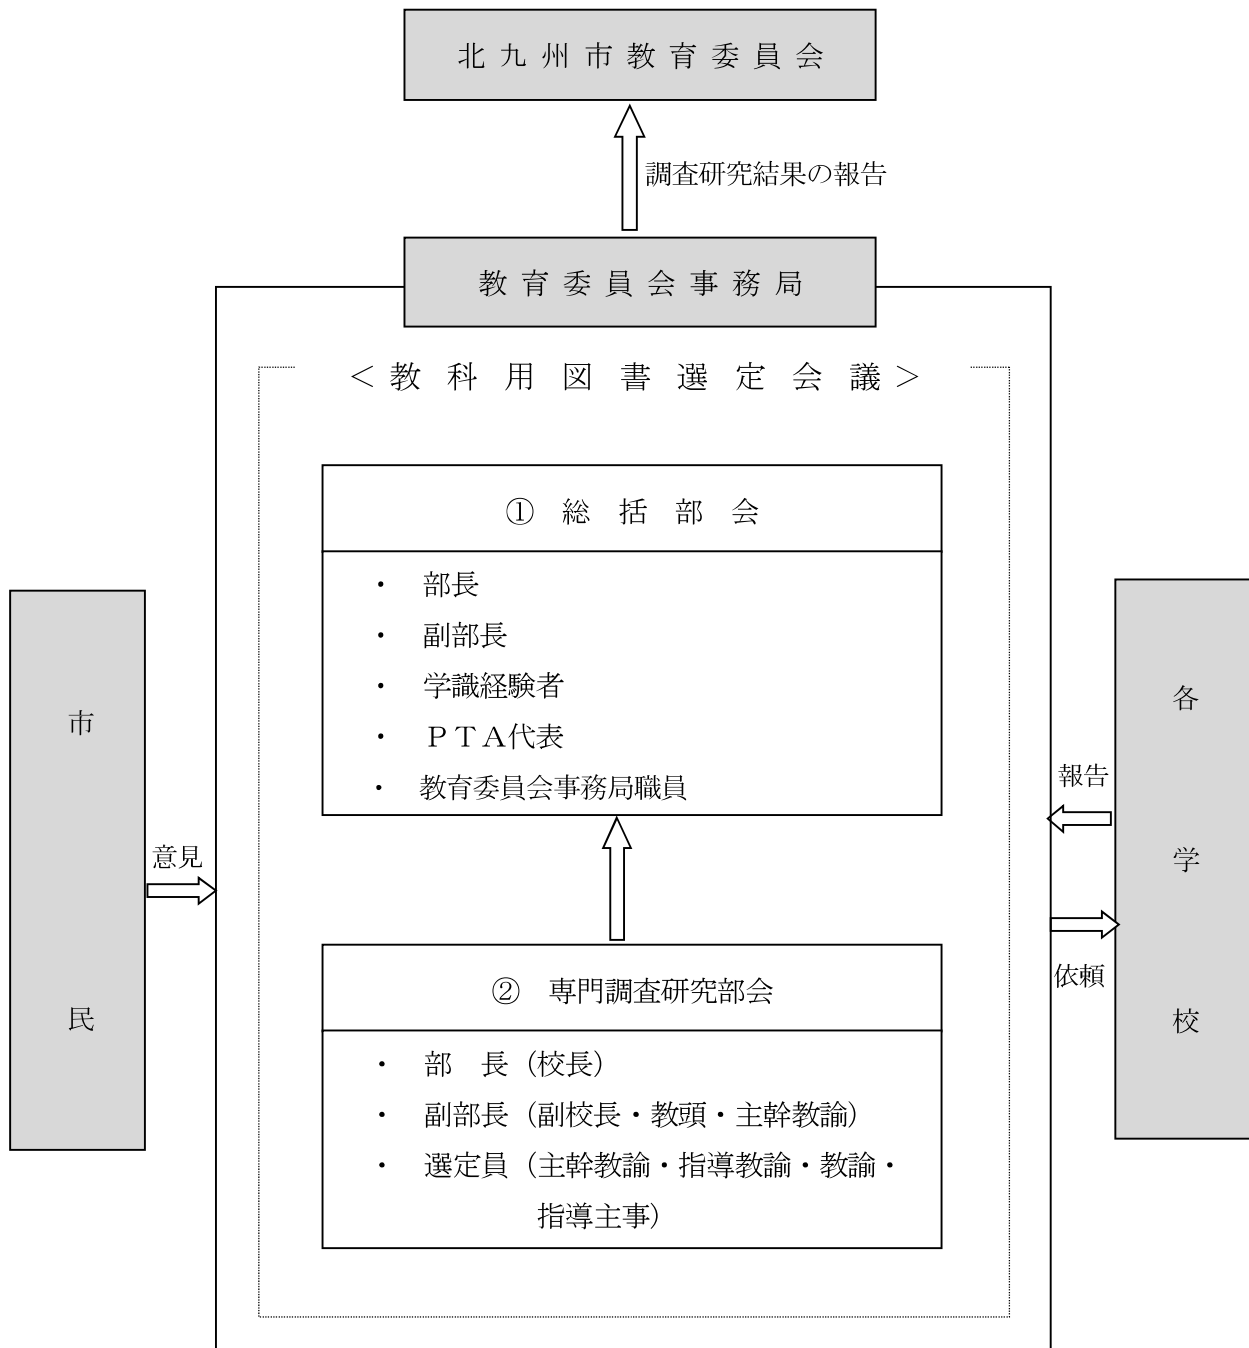 北九州市教育委員会
調査研究結果の報告
教育委員会事務局
＜教科用図書選定会議＞
① 総括部会
・ 部長
・ 副部長
・ 学識経験者
・ ＰＴＡ代表
・ 教育委員会事務局職員
市民
意見
各学校
報告
依頼
② 専門調査研究部会
・ 部 長（校長）
・ 副部長（副校長・教頭・主幹教諭）
・ 選定員（主幹教諭・指導教諭・教諭・
指導主事）